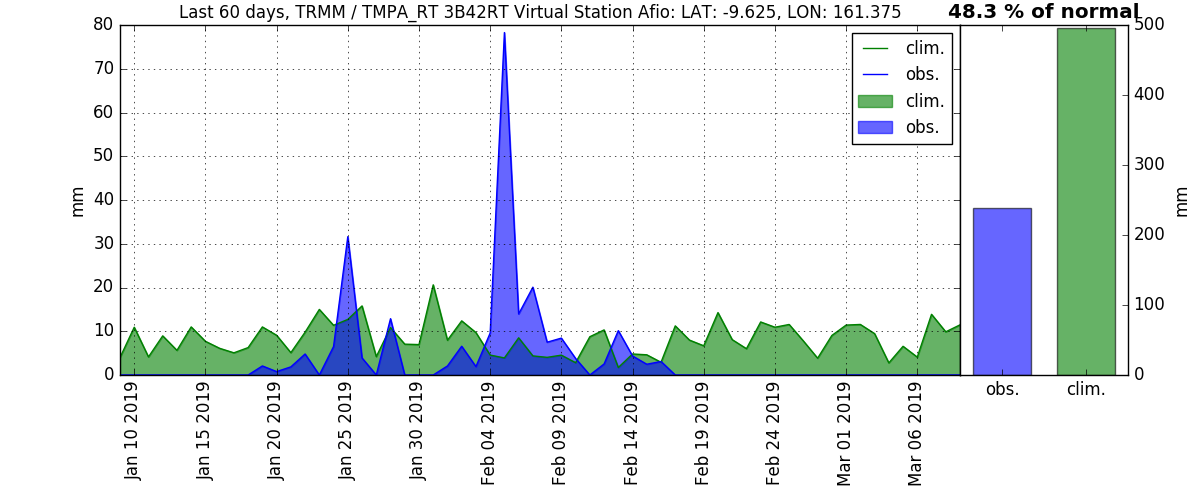 Last 60 days, TRMM / TMPA_RT 3B42RT Virtual Station Afio: LAT: -9.625, LON: 161.375
48.3 % of normal
80
70
60
50
40
30
20
10
0
mm
clim.
obs.
clim.
obs.
Jan 10 2019
Jan 15 2019
Jan 20 2019
Jan 25 2019
Jan 30 2019
Feb 04 2019
Feb 09 2019
Feb 14 2019
Feb 19 2019
Feb 24 2019
Mar 01 2019
Mar 06 2019
500
400
300
200
100
0
mm
obs.
clim.